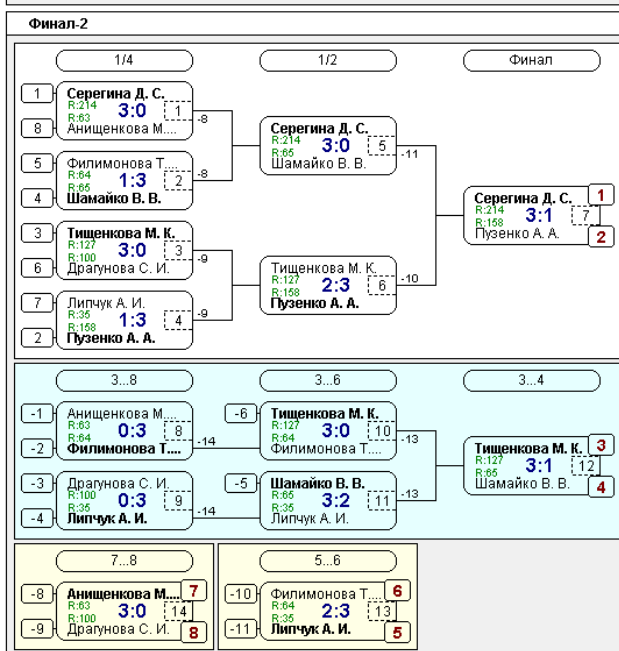 Финал-2
1/4 1/2 Финал
1 Серегина Д. С.
R:214 3:0 1
R:63
8 Анищенкова М.... -8
5 Филимонова Т....
R:64 1:3 2 -8
R:65
4 Шамайко В. В.
Серегина Д. С.
R:214 3:0 5 -11
R:65
Шамайко В. В.
3 Тищенкова М. К.
R:127 3:0 3
R:100 -9
6 Драгунова С. И.
7 Липчук А. И.
R:35 1:3 4 -9
R:158
2 Пузенко А. А.
Тищенкова М. К.
R:127 2:3 6 -10
R:158
Пузенко А. А.
Серегина Д. С. 1
R:214 3:1 7
R:158
Пузенко А. А. 2
3...8 3...6 3...4
-1 Анищенкова М....
R:63 0:3 8
R:64 -14
-2 Филимонова Т....
-3 Драгунова С. И.
R:100 0:3 9
R:35 -14
-4 Липчук А. И.
-6 Тищенкова М. К.
R:127 3:0 10
R:64 -13
Филимонова Т....
-5 Шамайко В. В.
R:65 3:2 11 -13
R:35
Липчук А. И.
Тищенкова М. К. 3
R:127 3:1 12
R:65
Шамайко В. В. 4
7...8 5...6
-8 Анищенкова М.... 7
R:63 3:0 14
R:100
-9 Драгунова С. И. 8
-10 Филимонова Т.... 6
R:64 2:3 13
R:35
-11 Липчук А. И. 5